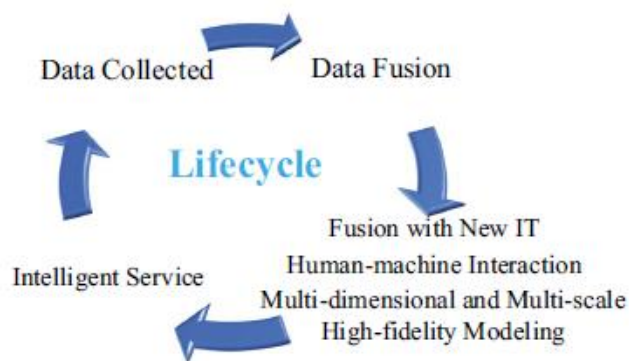 Data Collected
Data Fusion
Lifecycle
Fusion with New IT
Human-machine Interaction
Multi-dimensional and Multi-scale
High-fidelity Modeling
Intelligent Service